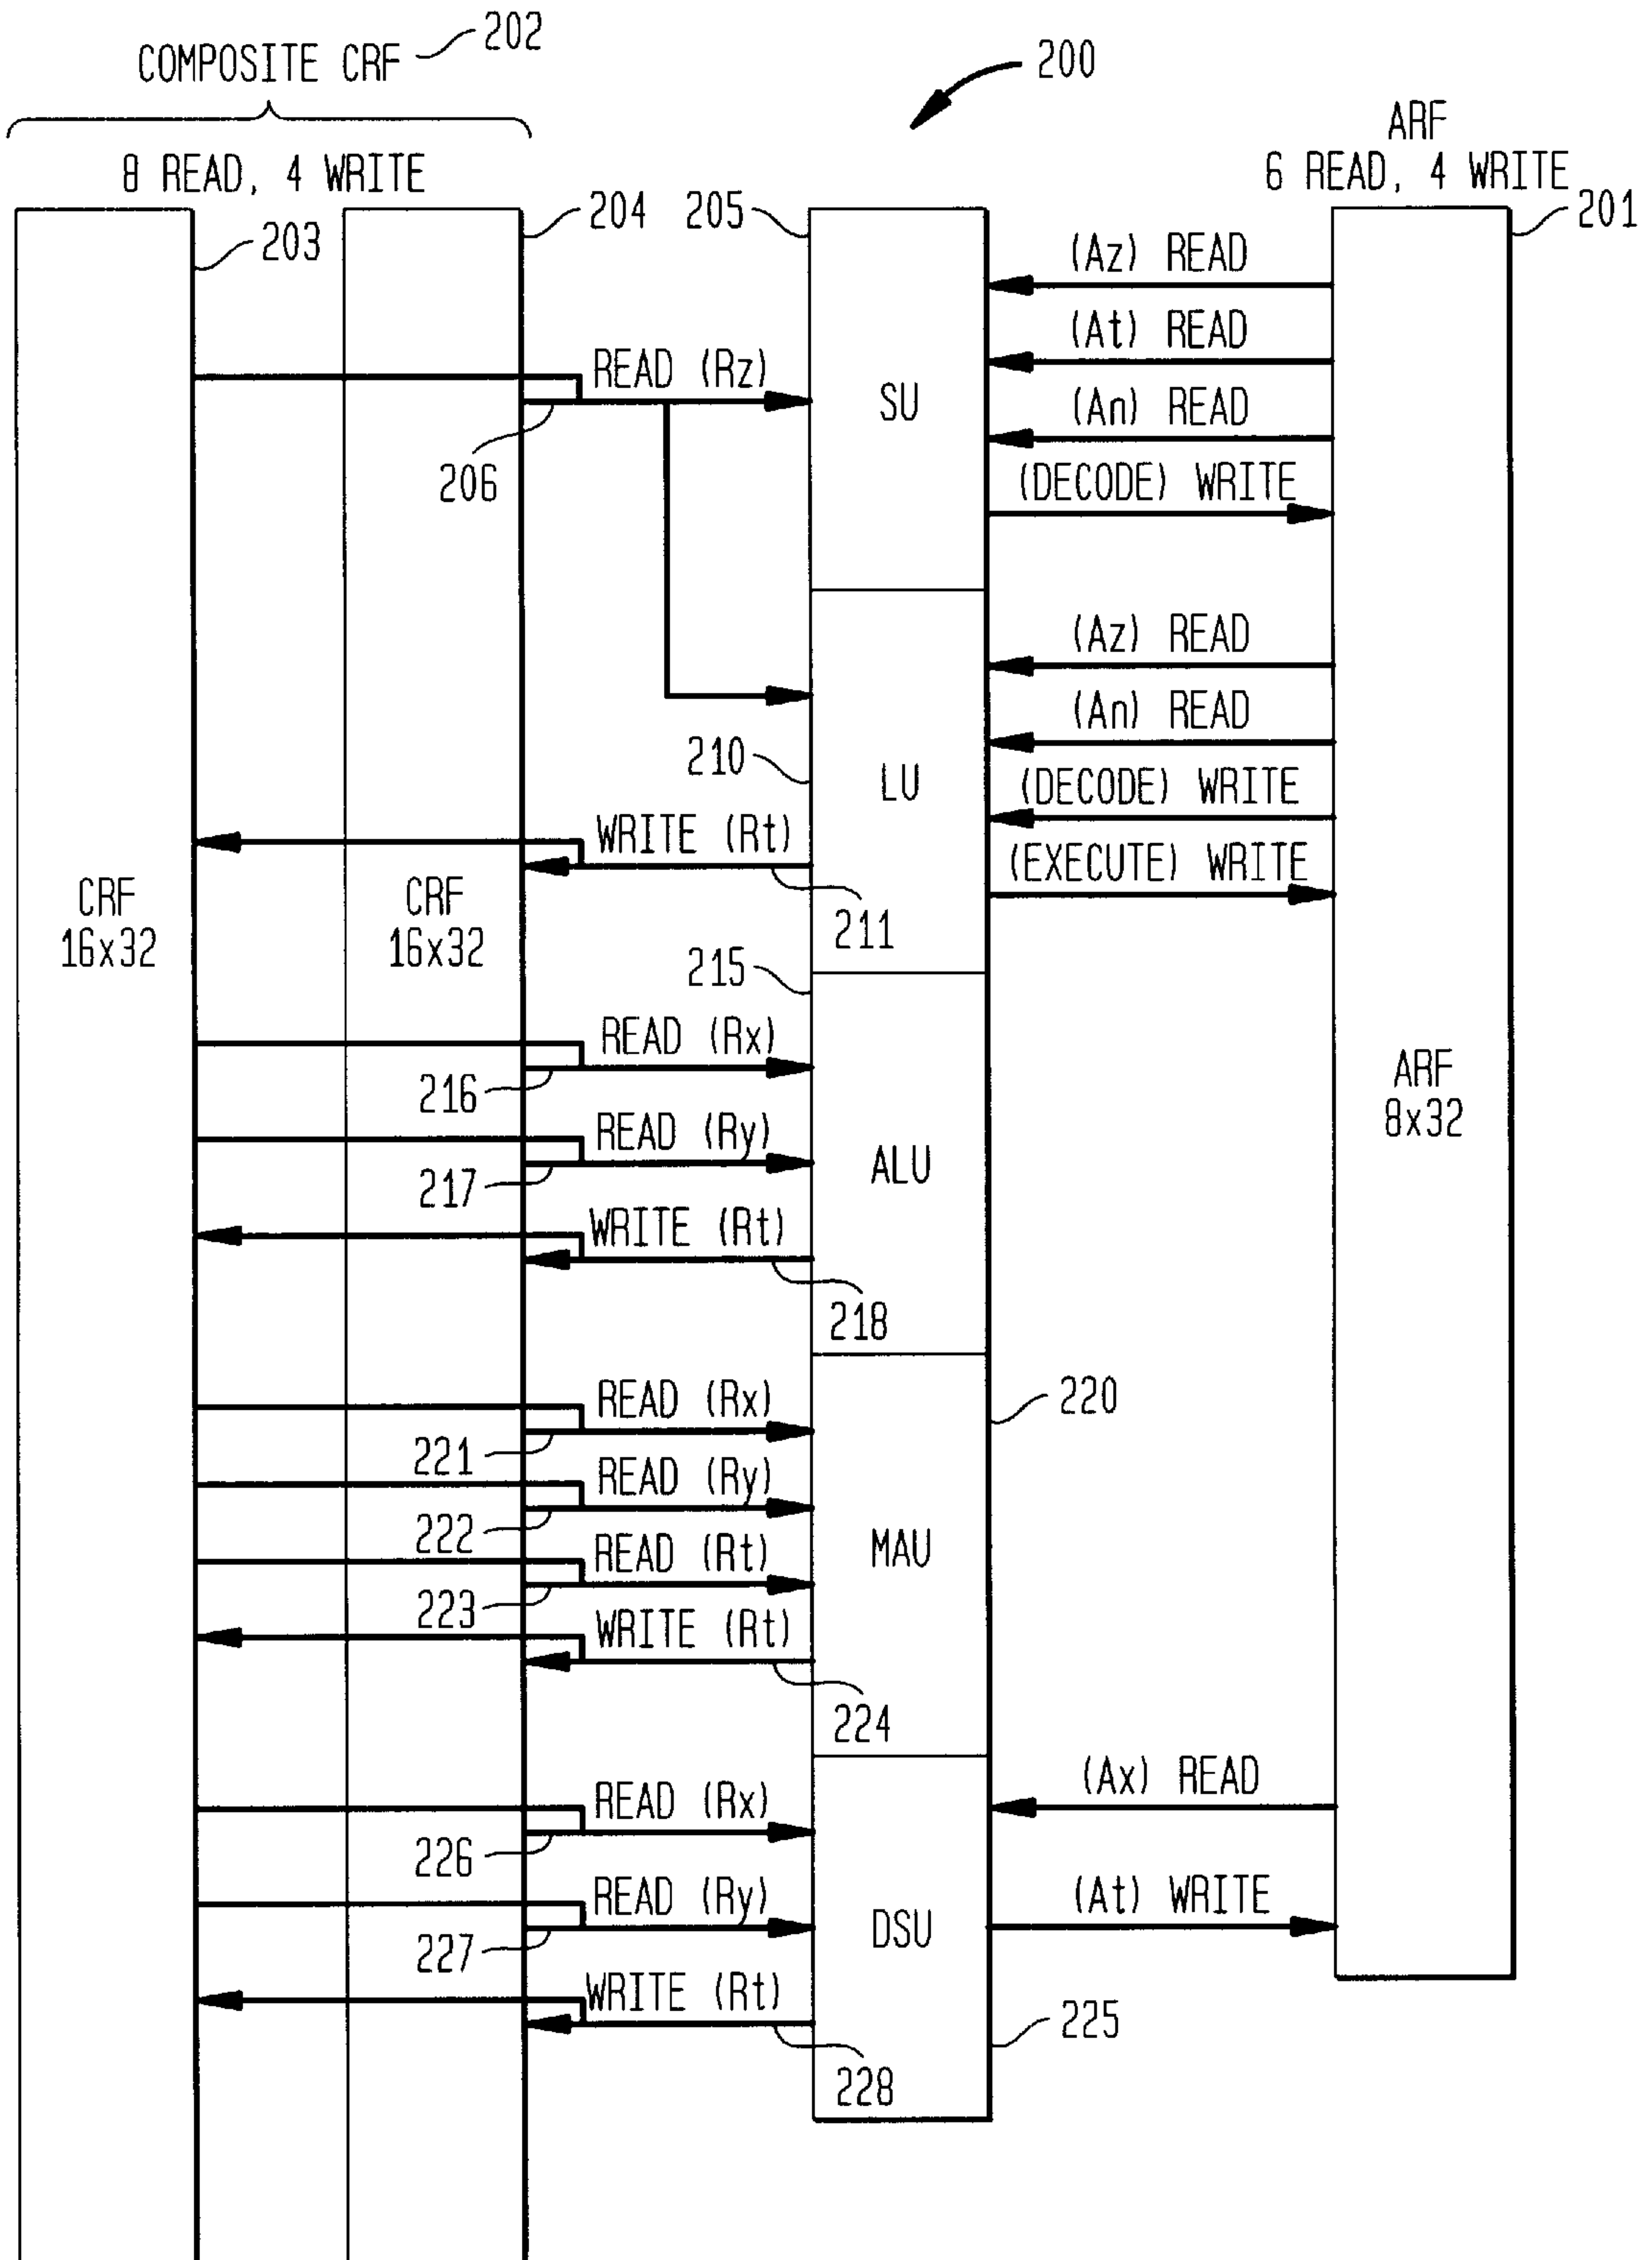 202
COMPOSITE CRF
200
ARF
8 READ, 4 WRITE
6 READ, 4 WRITE
204
205
201
203
(Az) READ
(At) READ
READ (Rz)
SU
(An) READ
206
(DECODE) WRITE
(Az) READ
(An) READ
210
LU
(DECODE) WRITE
WRITE (Rt)
(EXECUTE) WRITE
CRF
16x32
CRF
16x32
211
215
READ (Rx)
216
ARF
8x32
READ (Ry)
217
ALU
WRITE (Rt)
218
READ (Rx)
220
221
READ (Ry)
222
READ (Rt)
MAU
223
WRITE (Rt)
224
(Ax) READ
READ (Rx)
226
READ (Ry)
(At) WRITE
227
DSU
WRITE (Rt)
225
228